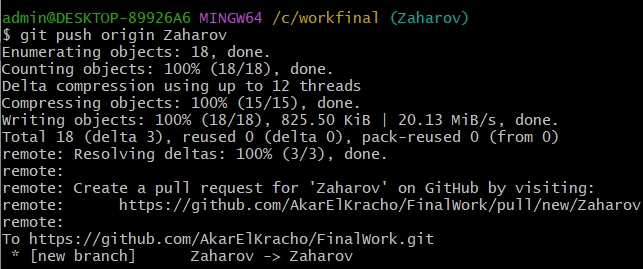 admin@DESKTOP-89926A6 MINGW64 /c/workfinal (Zaharov)
$ git push origin Zaharov
Enumerating objects: 18, done.
Counting objects: 100% (18/18), done.
Delta compression using up to 12 threads
Compressing objects: 100% (15/15), done.
Writing objects: 100% (18/18), 825.50 KiB | 20.13 MiB/s, done.
Total 18 (delta 3), reused 0 (delta 0), pack-reused 0 (from 0)
remote: Resolving deltas: 100% (3/3), done.
remote:
remote: Create a pull request for 'Zaharov' on GitHub by visiting:
remote:      https://github.com/AkarElKracho/FinalWork/pull/new/Zaharov
remote:
To https://github.com/AkarElKracho/FinalWork.git
 * [new branch]      Zaharov -> Zaharov